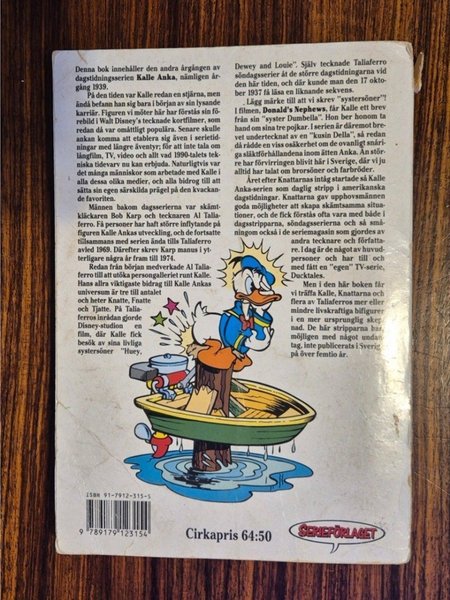 Denna bok innehåller den andra årgången av
dagstidningsserien Kalle Anka, nämligen år-
gång 1939.
På den tiden var Kalle redan en stjärna, men
ändå befann han sig bara i början av sin lysande
karriär. Figuren vi möter här har förstås sin fö-
rebild i Walt Disney's tecknade kortfilmer, som
redan då var omåttligt populära. Senare skulle
ankan komma att etablera sig även i serietid-
ningar med längre äventyr; för att inte tala om
långfilm, TV, video och allt vad 1990-talets tek-
niska tidevarv nu kan erbjuda. Naturligtvis var
det många människor som arbetade med Kalle i
alla dessa olika medier, och alla bidrog till att
sätta sin egen särskilda prägel på den kvackan-
de favoriten.
Männen bakom dagsserierna var skämt-
kläckaren Bob Karp och tecknaren Al Talia-
ferro. Få personer har haft större inflytande på
figuren Kalle Ankas utveckling, och de fortsatte
tillsammans med serien ända tills Taliaferro
avled 1969. Därefter skrev Karp manus i yt-
terligare några år fram till 1974.
Redan från början medverkade Al Talia-
ferro till att utöka persongalleriet runt Kalle.
Hans allra viktigaste bidrag till Kalle Ankas
universum är tre till antalet
och heter Knatte, Fnatte
och Tjatte. På Talia-
ferros inrådan gjorde
Disney-studion en
film, där Kalle fick
besök av sina livliga
systersöner "Huey,
Dewey and Louie". Själv tecknade Taliaferro
söndagsserier åt de större dagstidningarna vid
den här tiden, och där kunde man den 17 okto-
ber 1937 få läsa en liknande sekvens.
Lägg märke till att vi skrev "systersöner"!
I filmen, Donald's Nephews, får Kalle ett brev
från sin "syster Dumbella". Hon ber honom ta
hand om sina tre pojkar. I serien är däremot bre-
vet undertecknat av en "kusin Della", så redan
då rådde en viss osäkerhet om de ovanligt snåri-
ga släktförhållandena inom ätten Anka. Än stör-
re har förvirringen blivit här i Sverige, där vi ju
alltid har talat om brorsöner och farbröder.
Året efter Knattarnas intåg startade så Kalle
Anka-serien som daglig stripp i amerikanska
dagstidningar. Knattarna gav upphovsmännen
goda möjligheter att skapa skämtsamma situa-
tioner, och de fick förstås ofta vara med både i
dagsstripparna, söndagsserierna och så små-
ningom också i de seriemagasin som gjordes av
andra tecknare och författa-
re. I dag är de något av huvud-
personer och har till och
med fått en "egen" TV-serie,
Ducktales.
Men i den här boken får
vi träffa Kalle, Knattarna och
flera av Taliaferros mer eller
mindre livskraftiga bifigurer
i en mer ursprunglig skep-
nad. De här stripparna har
möjligen med något undan-
tag, inte publicerats i Sverige
på över femtio år.
ISBN 91-7912-315-5
9 789179 123154
Cirkapris 64:50
SERIEFÖRLAGET